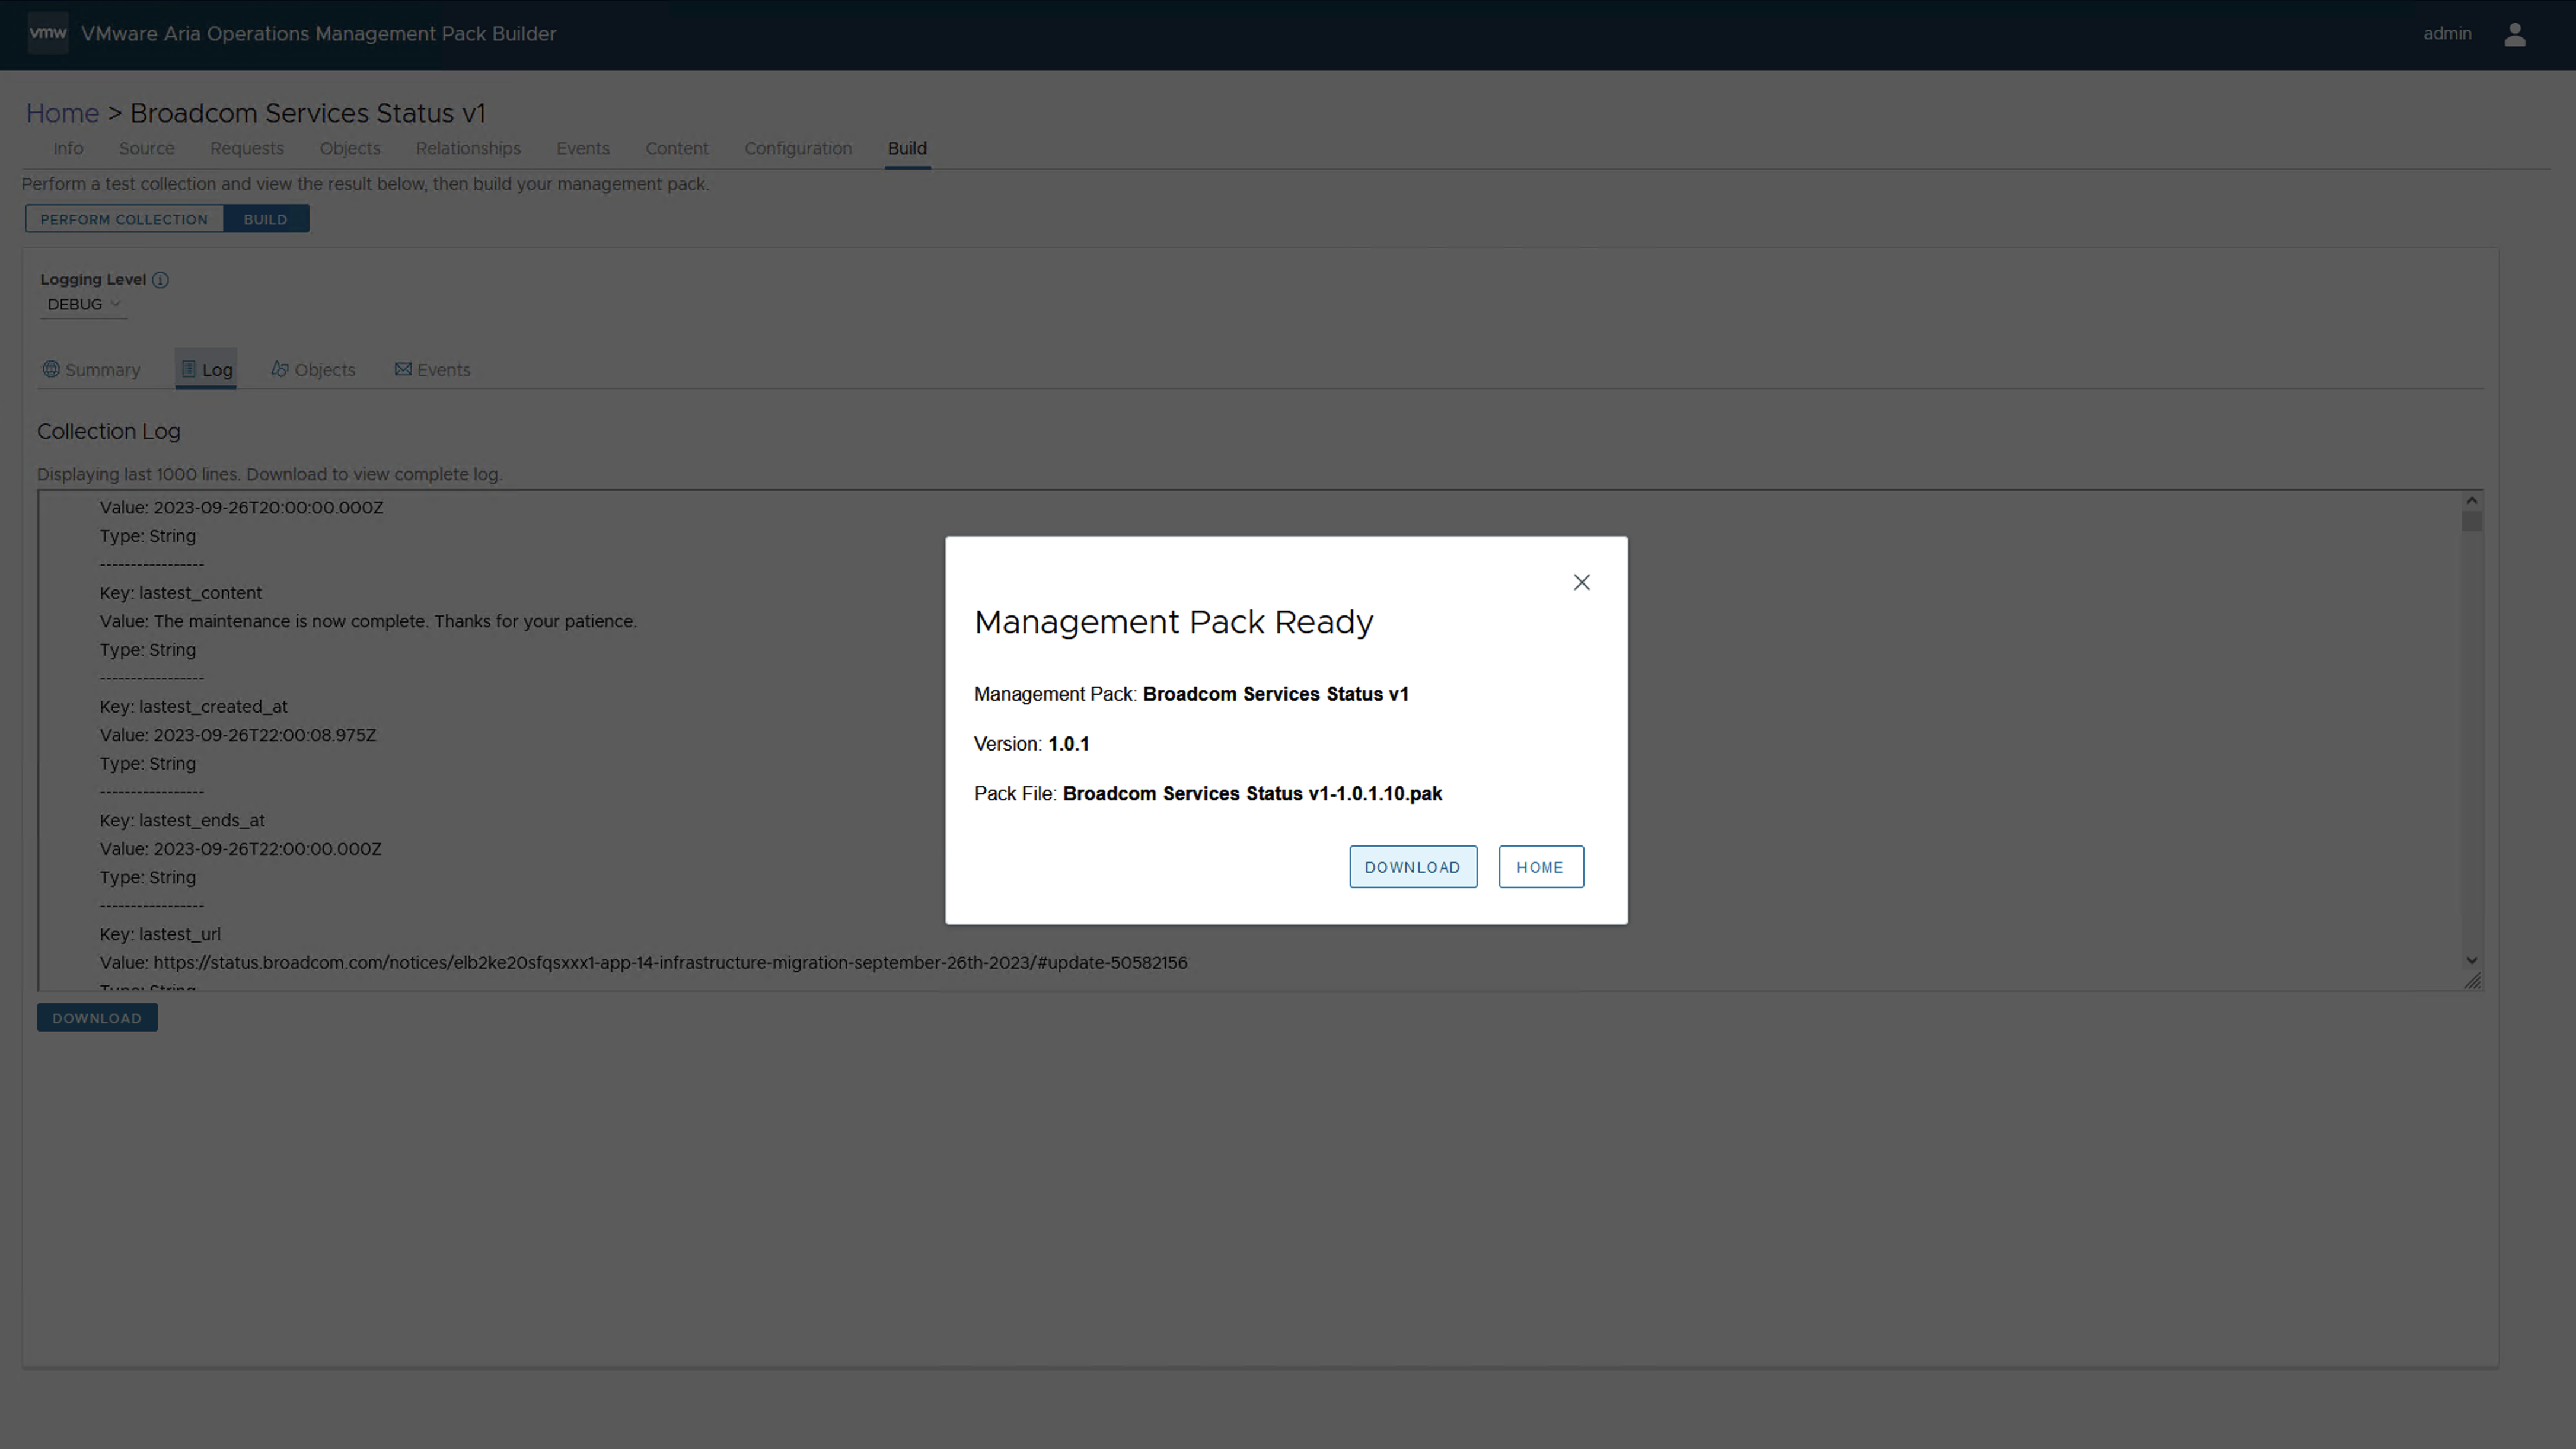 vmw VMware Aria Operations Management Pack Builder
admin
Home > Broadcom Services Status v1
Info Source Requests Objects Relationships Events Content Configuration Build
Perform a test collection and view the result below, then build your management pack.
PERFORM COLLECTION BUILD
Logging Level
DEBUG
Summary Log Objects Events
Collection Log
Displaying last 1000 lines. Download to view complete log.
Value: 2023-09-26T20:00:00.000Z
Type: String
-----------------
Key: lastest_content
Value: The maintenance is now complete. Thanks for your patience.
Type: String
-----------------
Key: lastest_created_at
Value: 2023-09-26T22:00:08.975Z
Type: String
-----------------
Key: lastest_ends_at
Value: 2023-09-26T22:00:00.000Z
Type: String
-----------------
Key: lastest_url
Value: https://status.broadcom.com/notices/elb2ke20sfqsxxx1-app-14-infrastructure-migration-september-26th-2023/#update-50582156
Type: String
DOWNLOAD
Management Pack Ready
Management Pack: Broadcom Services Status v1
Version: 1.0.1
Pack File: Broadcom Services Status v1-1.0.1.10.pak
DOWNLOAD HOME